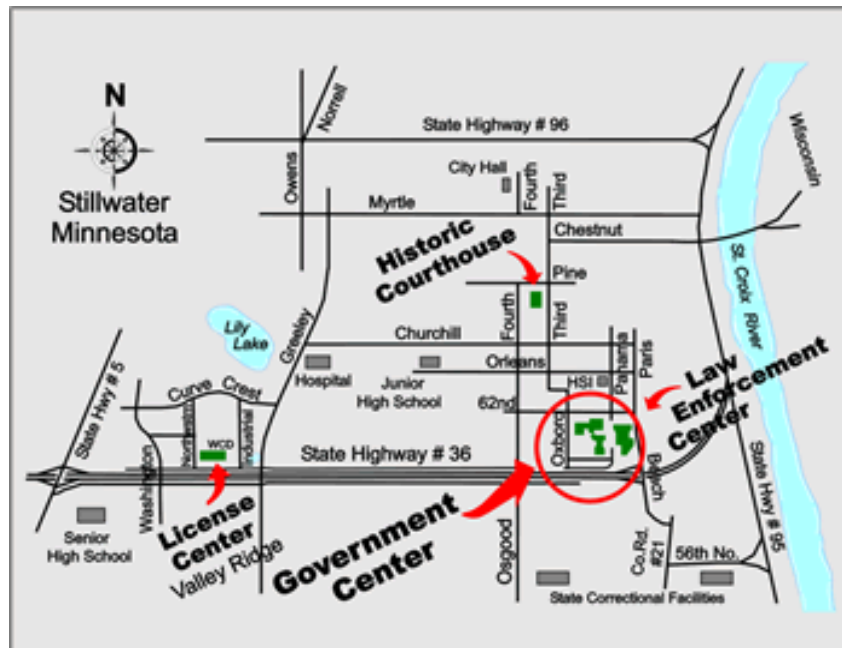 N
Stillwater
Minnesota
Norrell
Owens
State Highway # 96
City Hall
Fourth
Third
Myrtle
Chestnut
Wisconsin
Historic
Courthouse
Pine
St. Croix River
Lily
Lake
Greeley
Churchill
Fourth
Third
Panama
Paris
Orleans
Hospital
Junior
High School
HSI
62nd
Law
Enforcement
Center
State Hwy # 5
Curve Crest
Northwestrn
WCD
Industrial
Washington
State Highway # 36
Oxboro
Beach
License
Center
Valley Ridge
Government
Center
Senior
High School
Osgood
Co.Rd.
#21
56th No.
State Hwy # 95
State Correctional Facilities